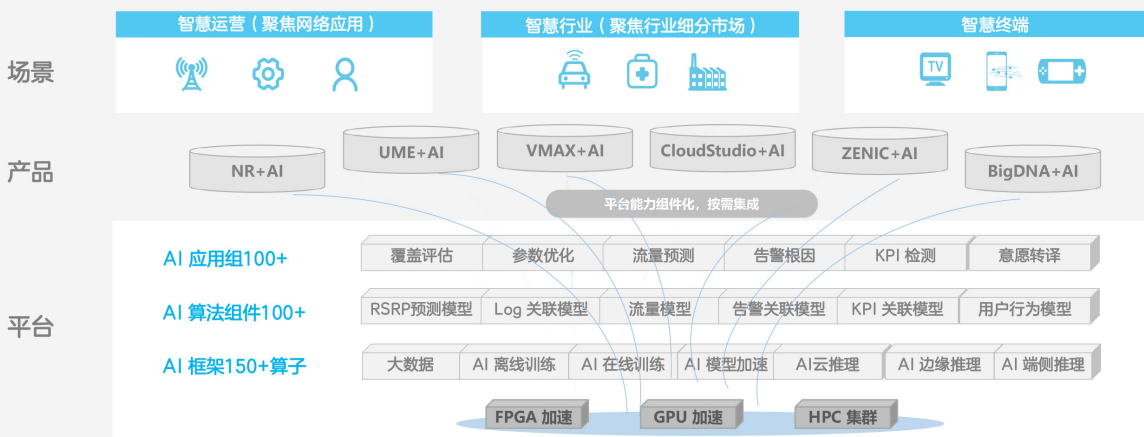 场景
智慧运营（聚焦网络应用）
智慧行业（聚焦行业细分市场）
智慧终端
TV
产品
NR+AI
UME+AI
VMAX+AI
CloudStudio+AI
ZENIC+AI
BigDNA+AI
平台能力组件化，按需集成
平台
AI 应用组100+
覆盖评估
参数优化
流量预测
告警根因
KPI 检测
意愿转译
AI 算法组件100+
RSRP预测模型
Log 关联模型
流量模型
告警关联模型
KPI 关联模型
用户行为模型
AI 框架150+算子
大数据
AI 离线训练
AI 在线训练
AI 模型加速
AI云推理
AI 边缘推理
AI 端侧推理
FPGA 加速
GPU 加速
HPC 集群